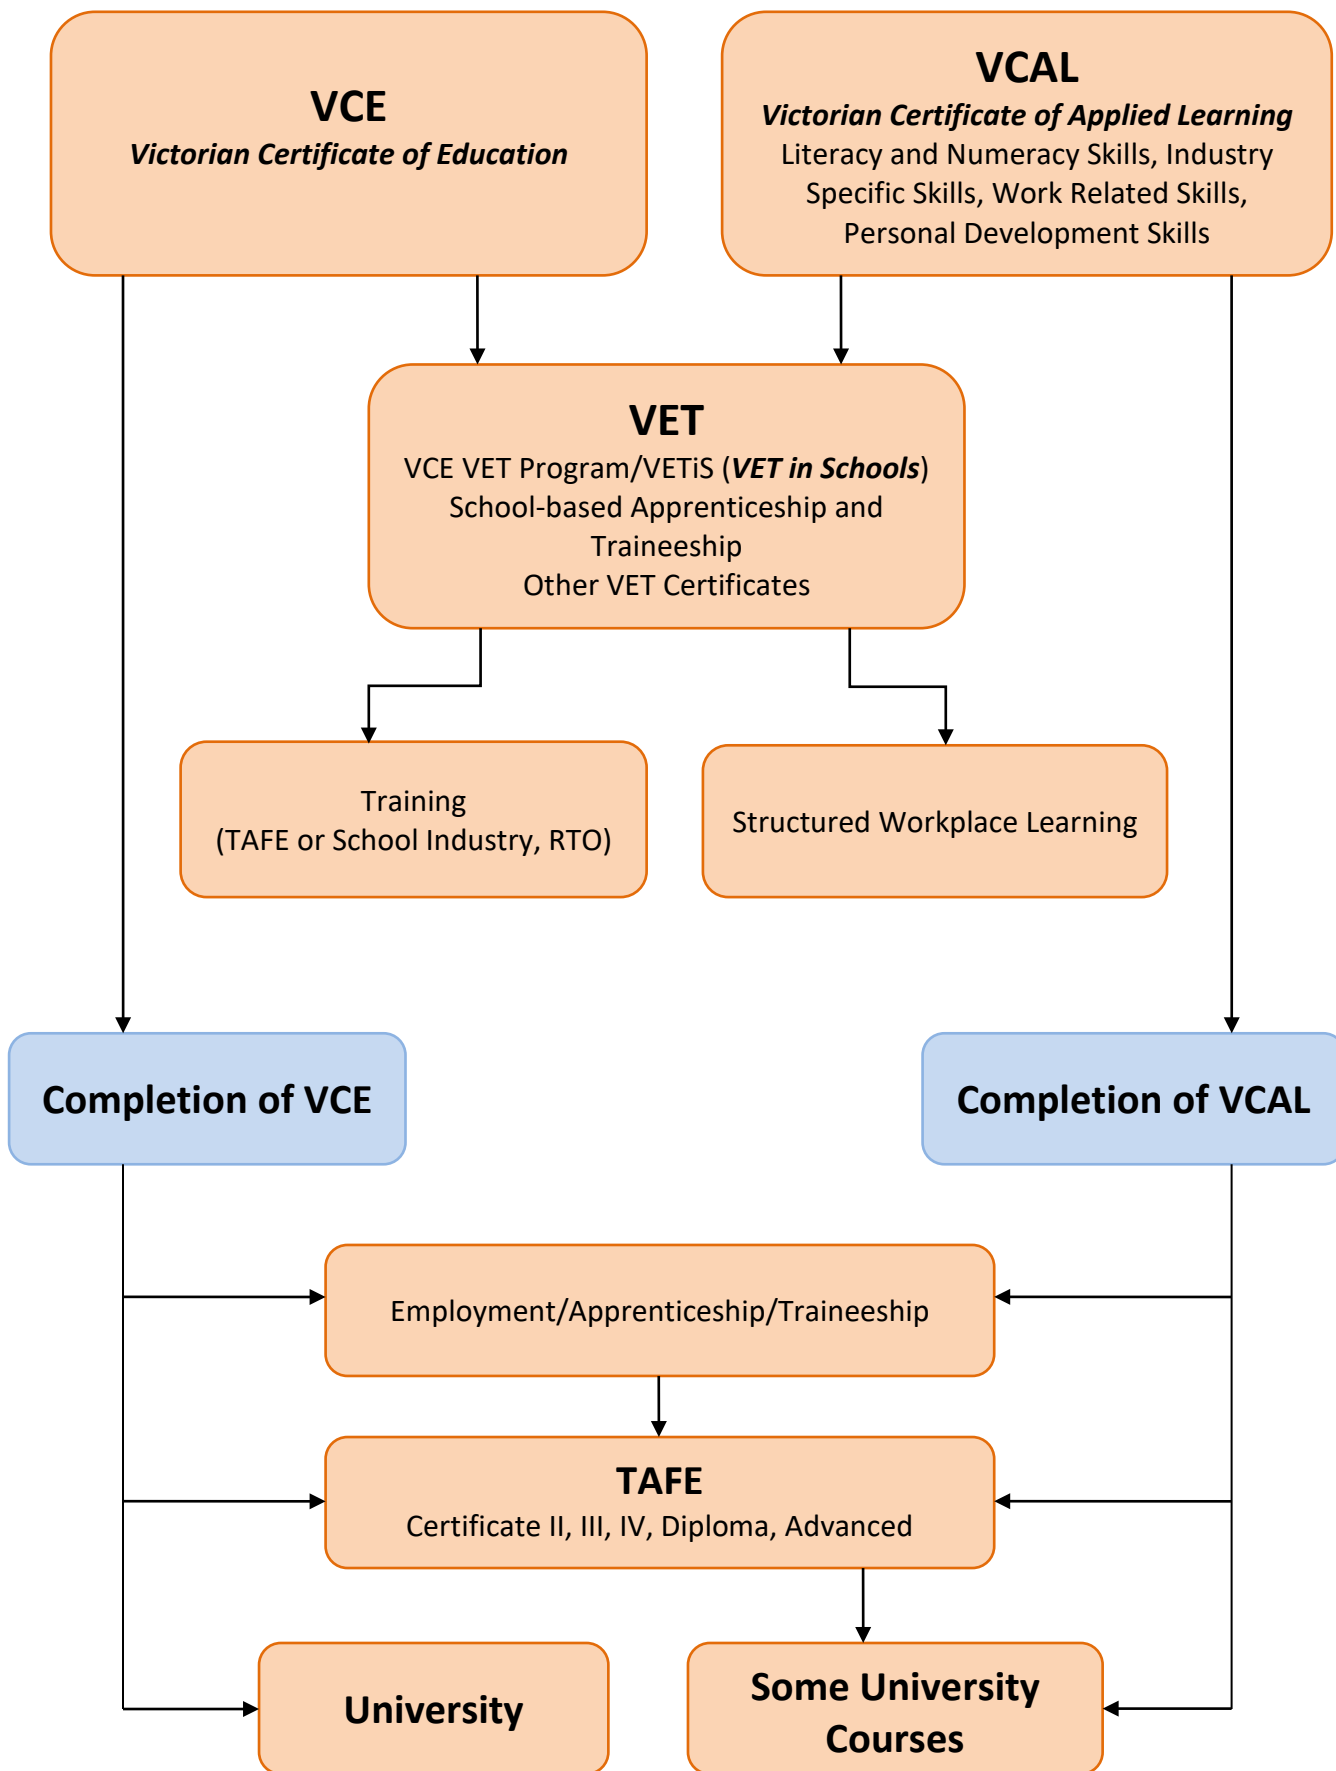 VCE
Victorian Certificate of Education
VCAL
Victorian Certificate of Applied Learning
Literacy and Numeracy Skills, Industry
Specific Skills, Work Related Skills,
Personal Development Skills
VET
VCE VET Program/VETiS (VET in Schools)
School-based Apprenticeship and
Traineeship
Other VET Certificates
Training
(TAFE or School Industry, RTO)
Structured Workplace Learning
Completion of VCE
Completion of VCAL
Employment/Apprenticeship/Traineeship
TAFE
Certificate II, III, IV, Diploma, Advanced
University
Some University
Courses